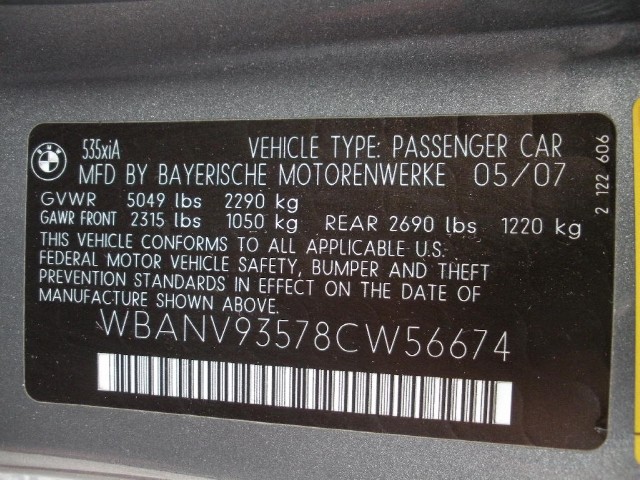 BMW
535xiA VEHICLE TYPE: PASSENGER CAR
MFD BY BAYERISCHE MOTORENWERKE 05/07
GVWR 5049 lbs 2290 kg
GAWR FRONT 2315 lbs 1050 kg REAR 2690 lbs 1220 kg
THIS VEHICLE CONFORMS TO ALL APPLICABLE U.S.
FEDERAL MOTOR VEHICLE SAFETY, BUMPER AND THEFT
PREVENTION STANDARDS IN EFFECT ON THE DATE OF
MANUFACTURE SHOWN ABOVE
WBANV93578CW56674
2 122 606